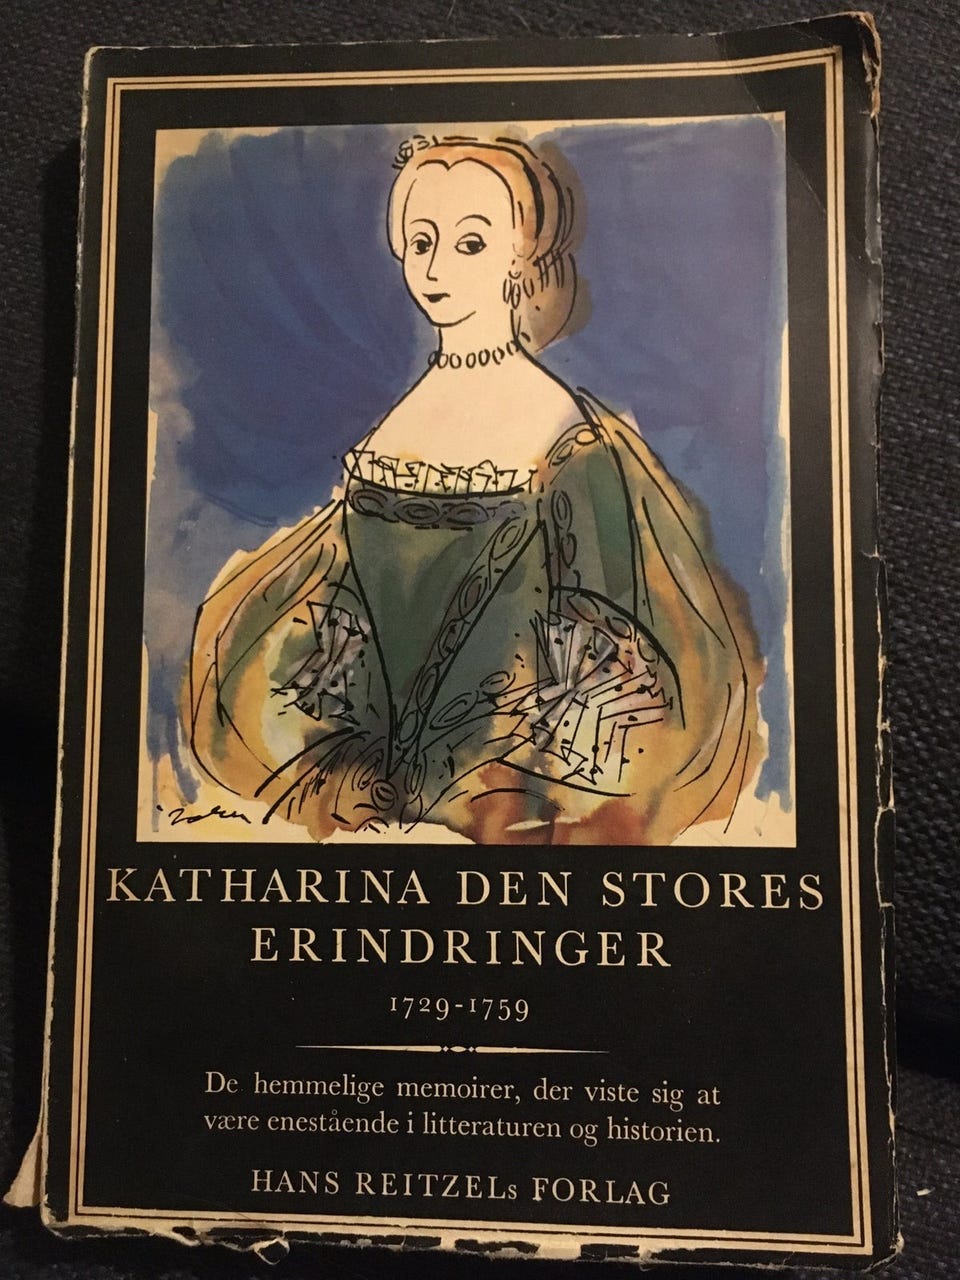 KATHARINA DEN STORES
ERINDRINGER
1729-1759
De hemmelige memoirer, der viste sig at
være enestående i litteraturen og historien.
HANS REITZELs FORLAG